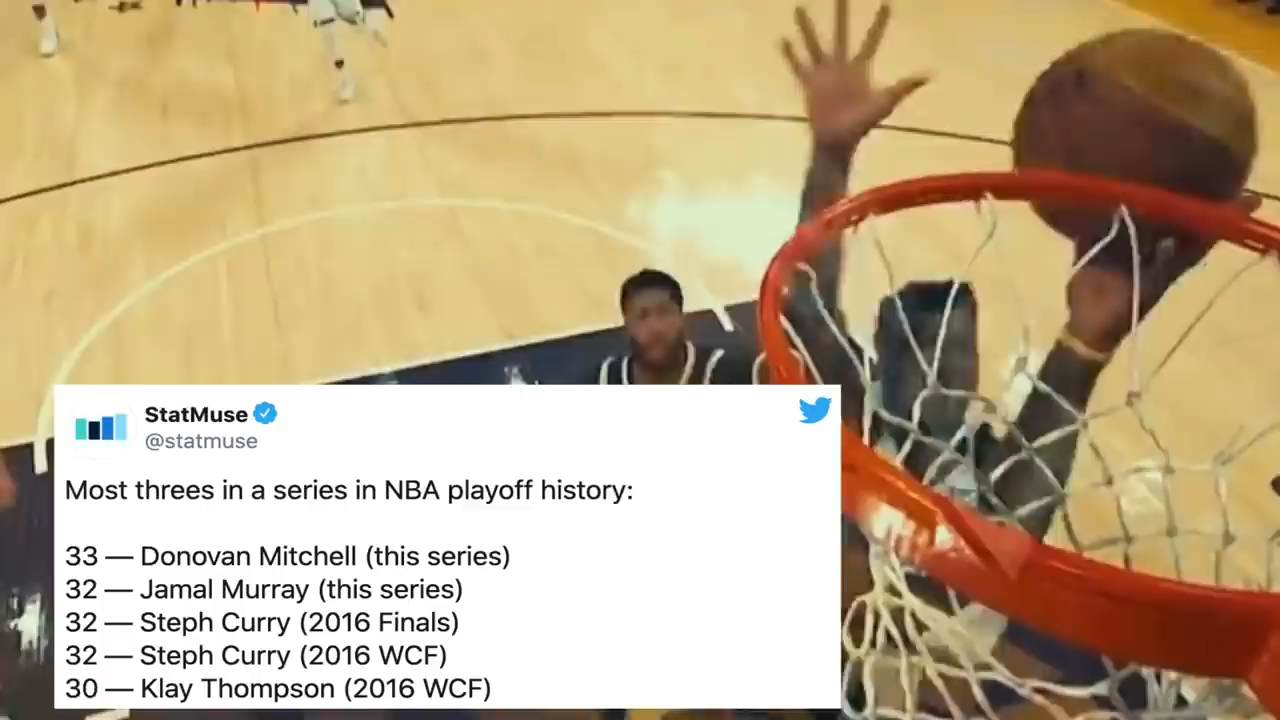 StatMuse
@statmuse
Most threes in a series in NBA playoff history:
33 — Donovan Mitchell (this series)
32 — Jamal Murray (this series)
32 — Steph Curry (2016 Finals)
32 — Steph Curry (2016 WCF)
30 — Klay Thompson (2016 WCF)